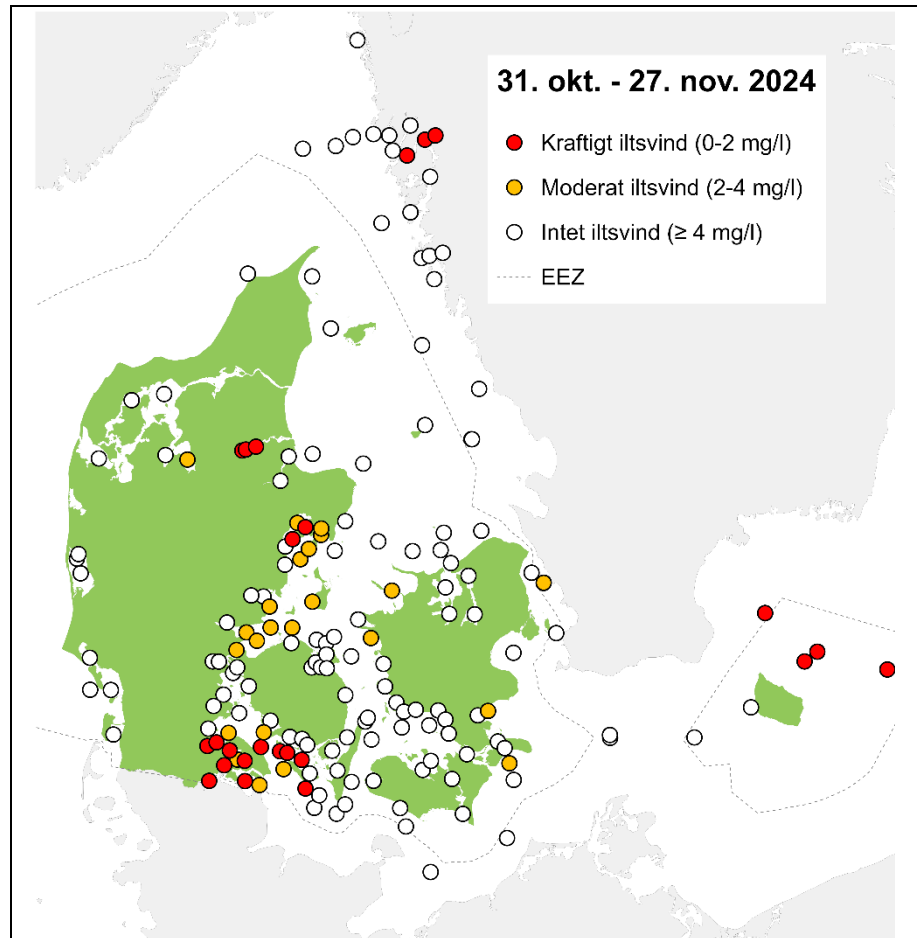 31. okt. - 27. nov. 2024
Kraftigt iltsvind (0-2 mg/l)
Moderat iltsvind (2-4 mg/l)
Intet iltsvind (≥ 4 mg/l)
EEZ